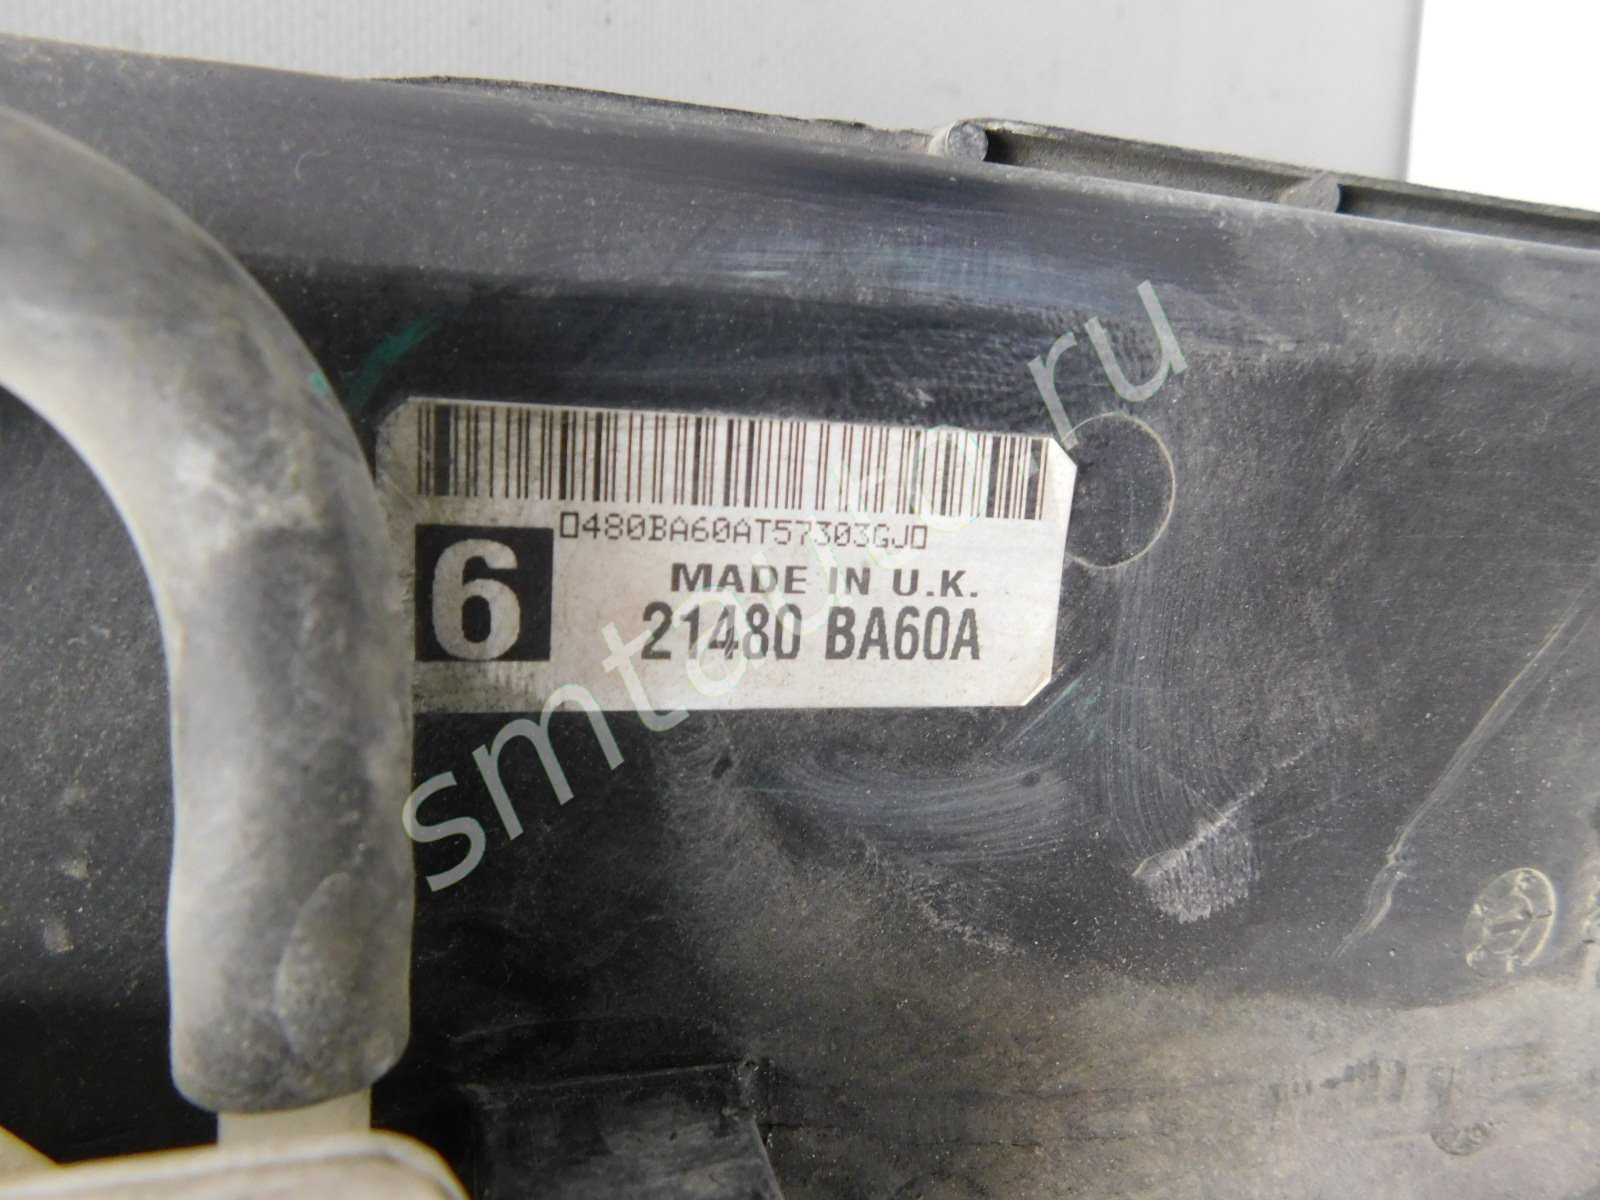 0480BA60AT57303GJ0
6
MADE IN U.K.
21480 BA60A
smtauto.ru